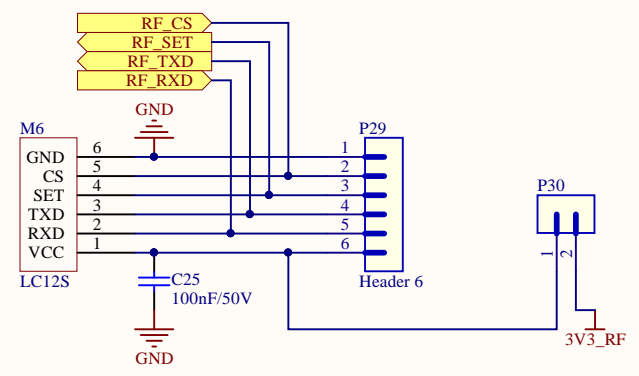 RF_CS
RF_SET
RF_TXD
RF_RXD
GND
M6
P29
GND 6 1
CS 5 2
SET 4 3
TXD 3 4
RXD 2 5
VCC 1 6
P30
1 2
C25
100nF/50V
LC12S
Header 6
3V3_RF
GND